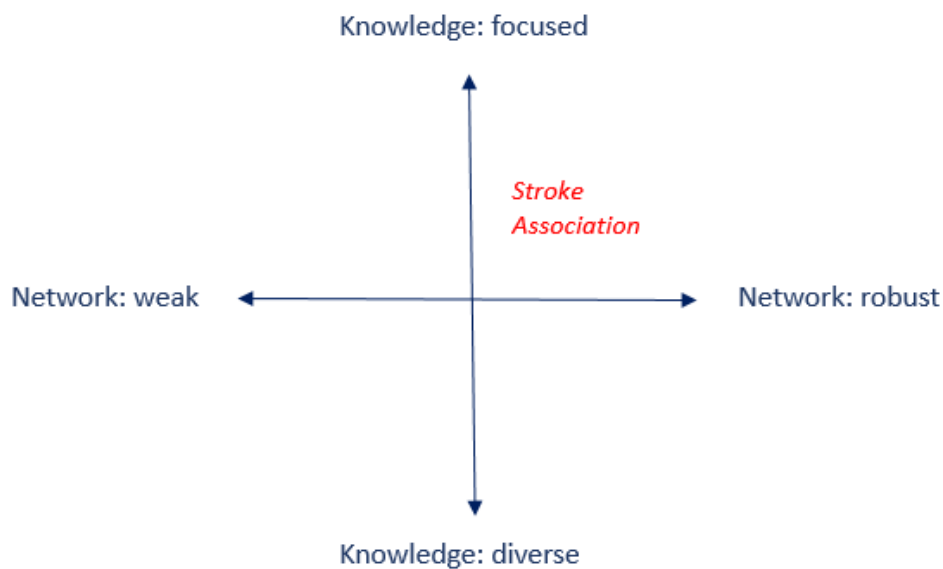 Knowledge: focused
Stroke
Association
Network: weak
Network: robust
Knowledge: diverse